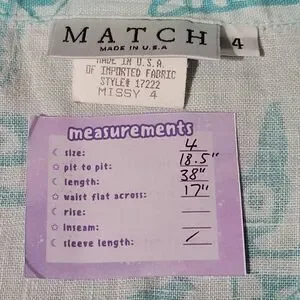 MATCH
MADE IN U.S.A
4
MADE IN U.S.A.
OF IMPORTED FABRIC
STYLE# 17222
MISSY 4
measurements
size: 4
pit to pit: 18.5"
length: 38"
waist flat across: 17"
rise:
inseam:
sleeve length: /